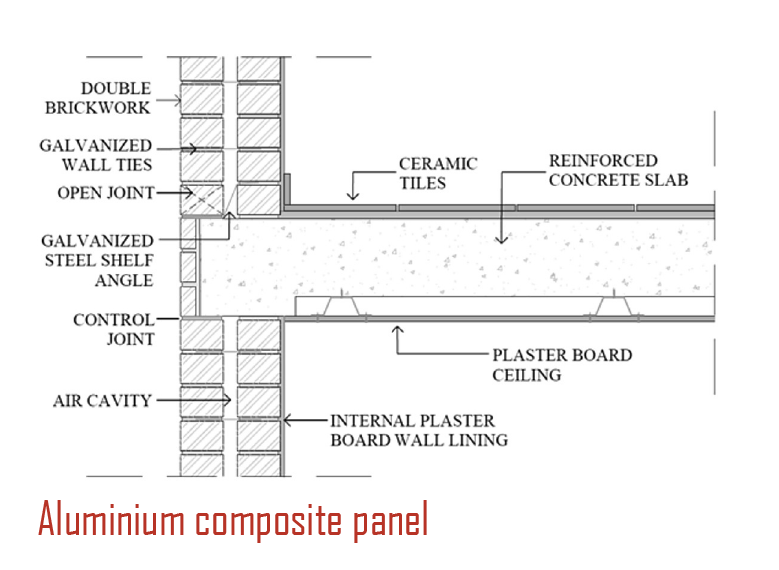 DOUBLE
BRICKWORK
GALVANIZED
WALL TIES
OPEN JOINT
GALVANIZED
STEEL SHELF
ANGLE
CONTROL
JOINT
AIR CAVITY
CERAMIC
TILES
REINFORCED
CONCRETE SLAB
PLASTER BOARD
CEILING
INTERNAL PLASTER
BOARD WALL LINING
Aluminium composite panel